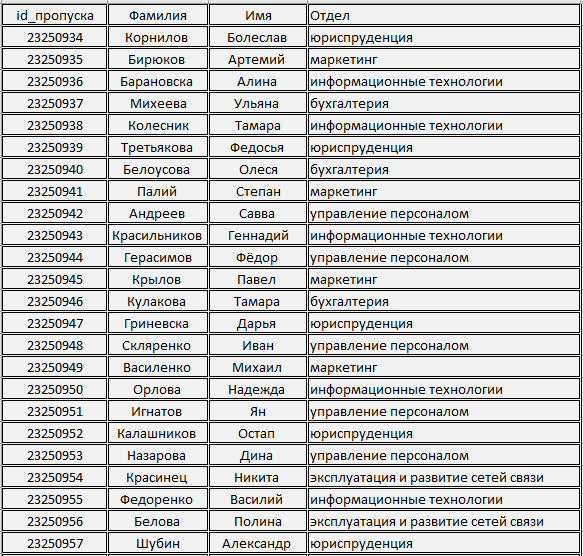 id_пропуска Фамилия Имя Отдел
23250934 Корнилов Болеслав юриспруденция
23250935 Бирюков Артемий маркетинг
23250936 Барановска Алина информационные технологии
23250937 Михеева Ульяна бухгалтерия
23250938 Колесник Тамара информационные технологии
23250939 Третьякова Федосья юриспруденция
23250940 Белоусова Олеся бухгалтерия
23250941 Палий Степан маркетинг
23250942 Андреев Савва управление персоналом
23250943 Красильников Геннадий информационные технологии
23250944 Герасимов Фёдор управление персоналом
23250945 Крылов Павел маркетинг
23250946 Кулакова Тамара бухгалтерия
23250947 Гриневска Дарья юриспруденция
23250948 Скляренко Иван управление персоналом
23250949 Василенко Михаил маркетинг
23250950 Орлова Надежда информационные технологии
23250951 Игнатов Ян управление персоналом
23250952 Калашников Остап юриспруденция
23250953 Назарова Дина управление персоналом
23250954 Красинец Никита эксплуатация и развитие сетей связи
23250955 Федоренко Василий информационные технологии
23250956 Белова Полина эксплуатация и развитие сетей связи
23250957 Шубин Александр юриспруденция